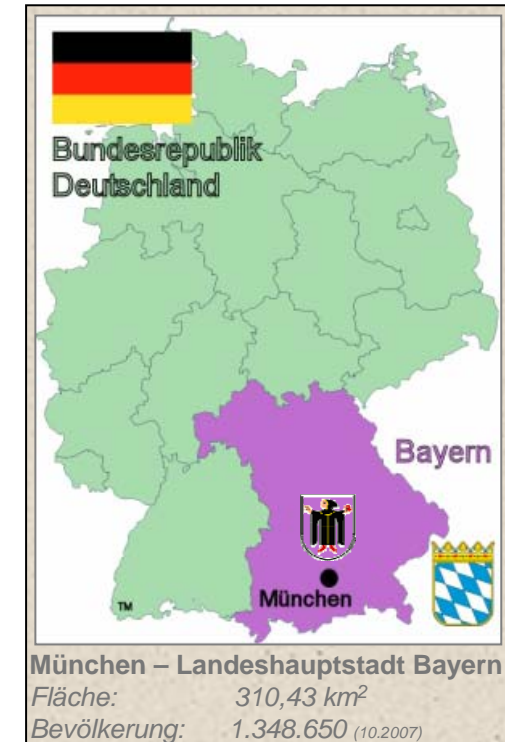 Bundesrepublik
Deutschland
Bayern
München
TM
München – Landeshauptstadt Bayern
Fläche: 310,43 km²
Bevölkerung: 1.348.650 (10.2007)